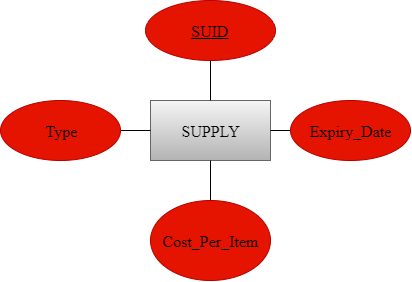 SUID
Type
SUPPLY
Expiry_Date
Cost_Per_Item